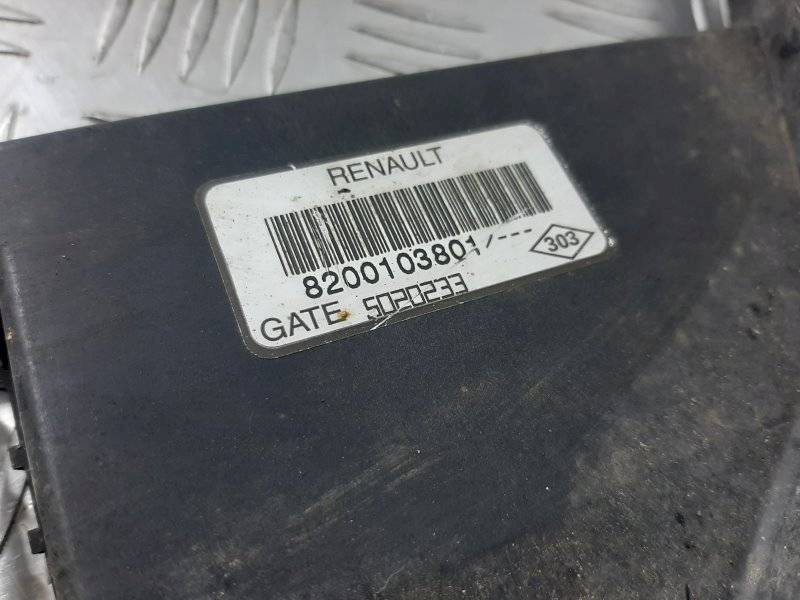 RENAULT
8200103801/---
303
GATE 5020233